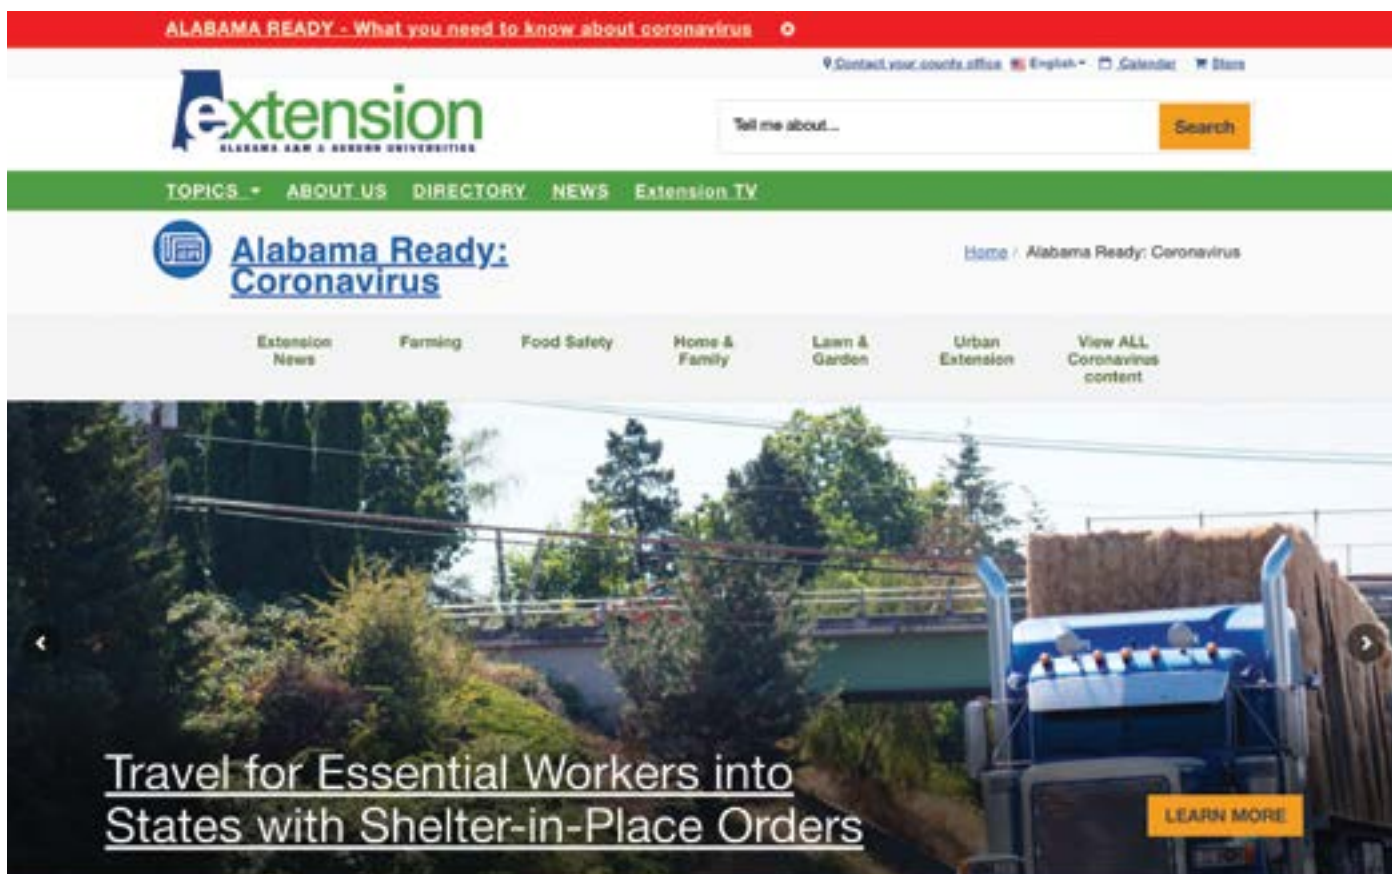 ALABAMA READY - What you need to know about coronavirus
Contact your county office English Calendar Store
extension
ALABAMA A&M & AUBURN UNIVERSITIES
Tell me about...
Search
TOPICS ABOUT US DIRECTORY NEWS Extension TV
Alabama Ready:
Coronavirus
Home / Alabama Ready: Coronavirus
Extension
News
Farming
Food Safety
Home &
Family
Lawn &
Garden
Urban
Extension
View ALL
Coronavirus
content
Travel for Essential Workers into
States with Shelter-in-Place Orders
LEARN MORE